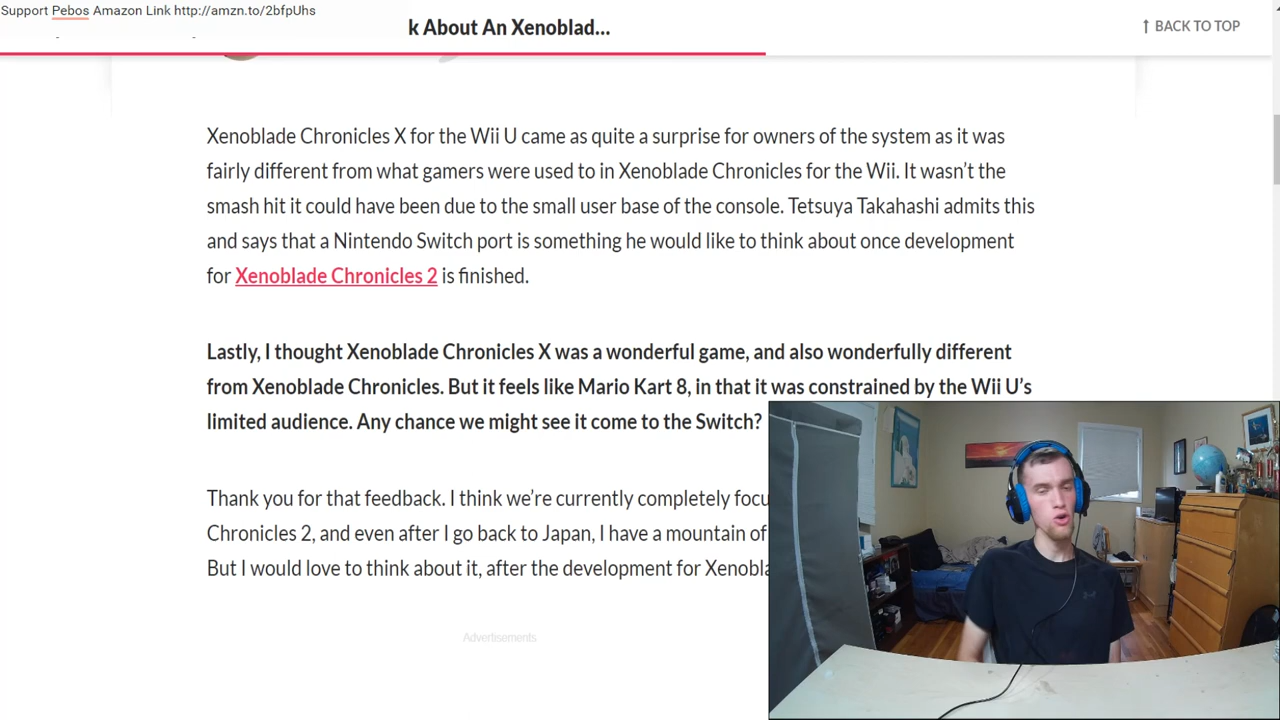 Support Pebos Amazon Link http://amzn.to/2bfpUhs
k About An Xenoblad...
↑ BACK TO TOP
Xenoblade Chronicles X for the Wii U came as quite a surprise for owners of the system as it was
fairly different from what gamers were used to in Xenoblade Chronicles for the Wii. It wasn’t the
smash hit it could have been due to the small user base of the console. Tetsuya Takahashi admits this
and says that a Nintendo Switch port is something he would like to think about once development
for Xenoblade Chronicles 2 is finished.
Lastly, I thought Xenoblade Chronicles X was a wonderful game, and also wonderfully different
from Xenoblade Chronicles. But it feels like Mario Kart 8, in that it was constrained by the Wii U’s
limited audience. Any chance we might see it come to the Switch?
Thank you for that feedback. I think we’re currently completely focu
Chronicles 2, and even after I go back to Japan, I have a mountain of
But I would love to think about it, after the development for Xenobla
Advertisements